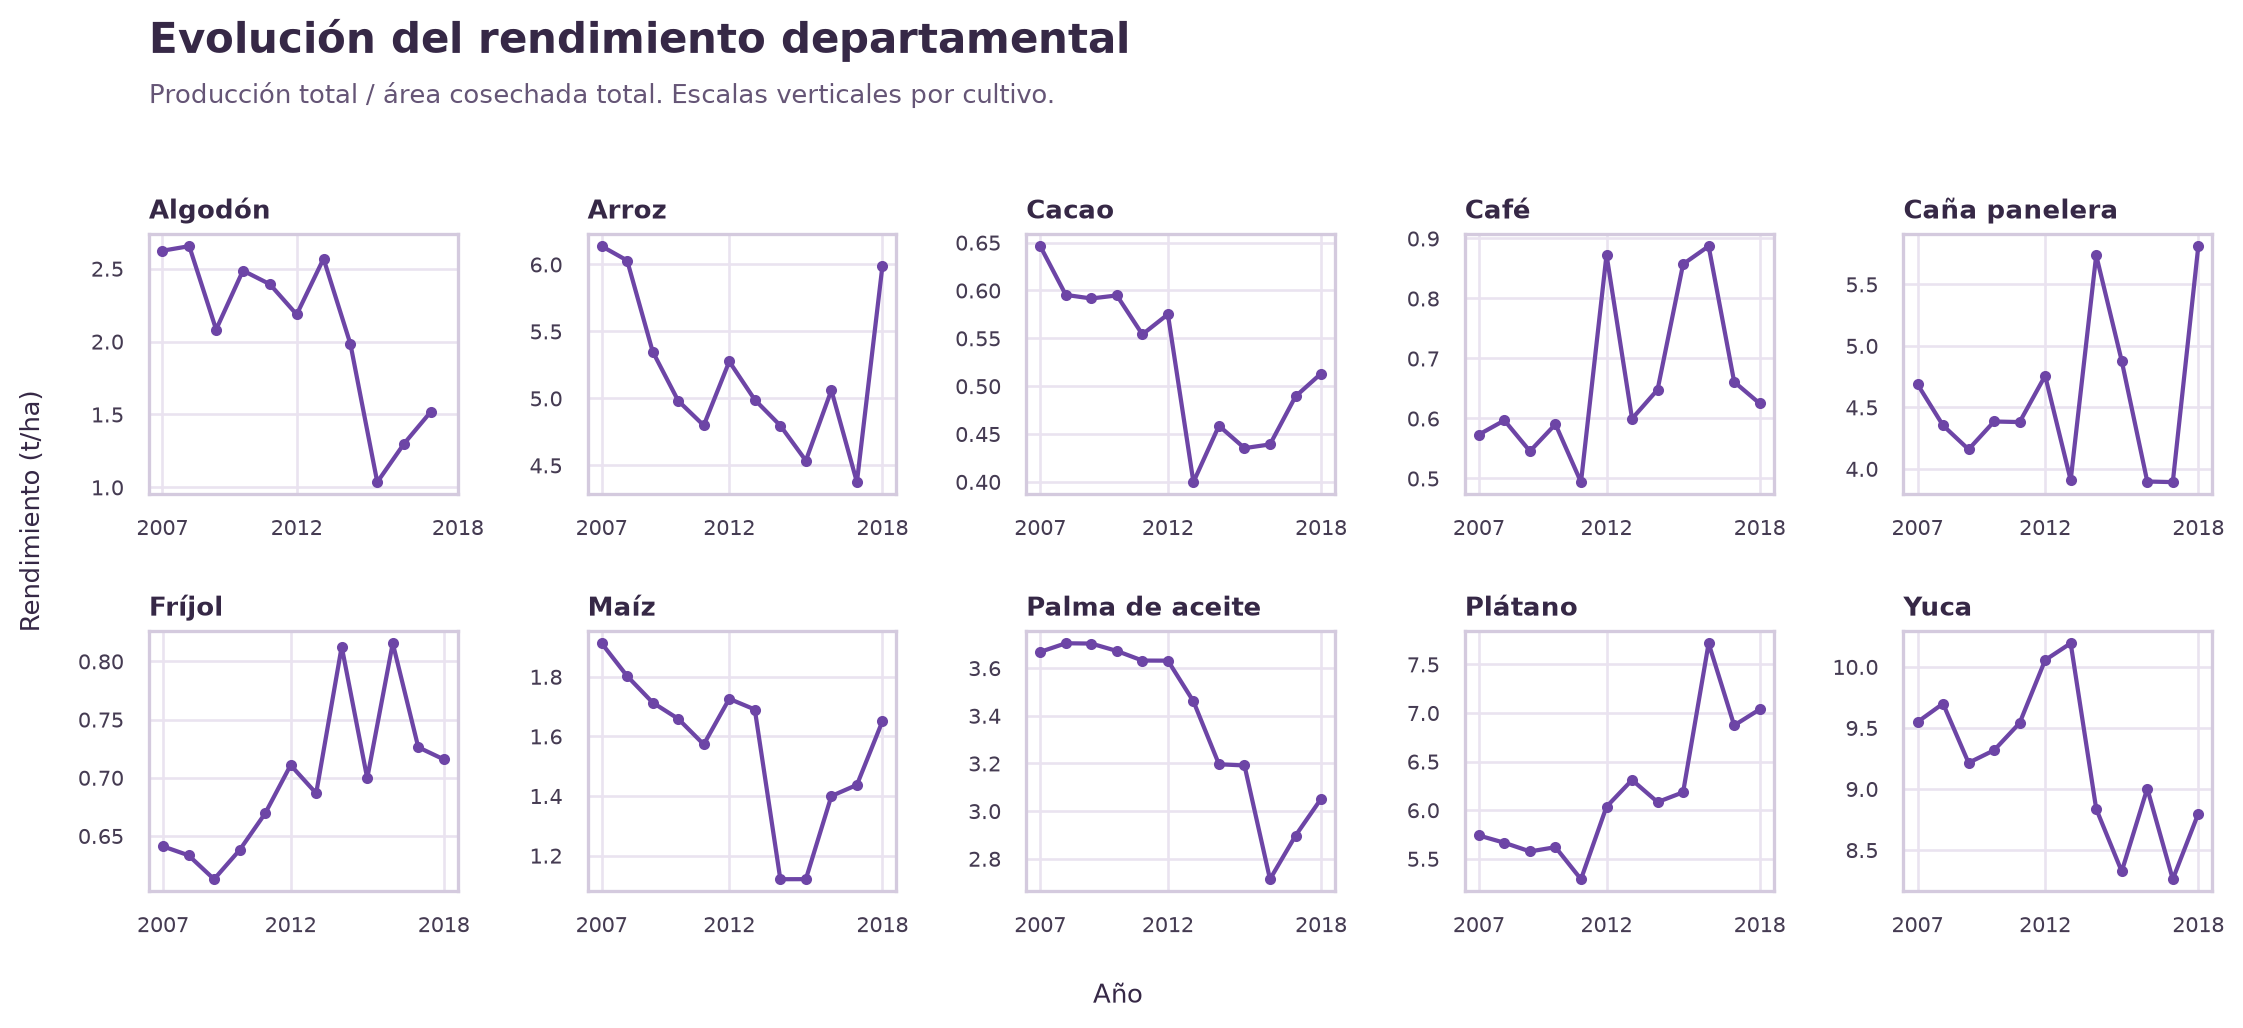 Evolución del rendimiento departamental
Producción total / área cosechada total. Escalas verticales por cultivo.
Rendimiento (t/ha)
Algodón
2.5
2.0
1.5
1.0
2007 2012 2018
Arroz
6.0
5.5
5.0
4.5
2007 2012 2018
Cacao
0.65
0.60
0.55
0.50
0.45
0.40
2007 2012 2018
Café
0.9
0.8
0.7
0.6
0.5
2007 2012 2018
Caña panelera
5.5
5.0
4.5
4.0
2007 2012 2018
Fríjol
0.80
0.75
0.70
0.65
2007 2012 2018
Maíz
1.8
1.6
1.4
1.2
2007 2012 2018
Palma de aceite
3.6
3.4
3.2
3.0
2.8
2007 2012 2018
Plátano
7.5
7.0
6.5
6.0
5.5
2007 2012 2018
Yuca
10.0
9.5
9.0
8.5
2007 2012 2018
Año